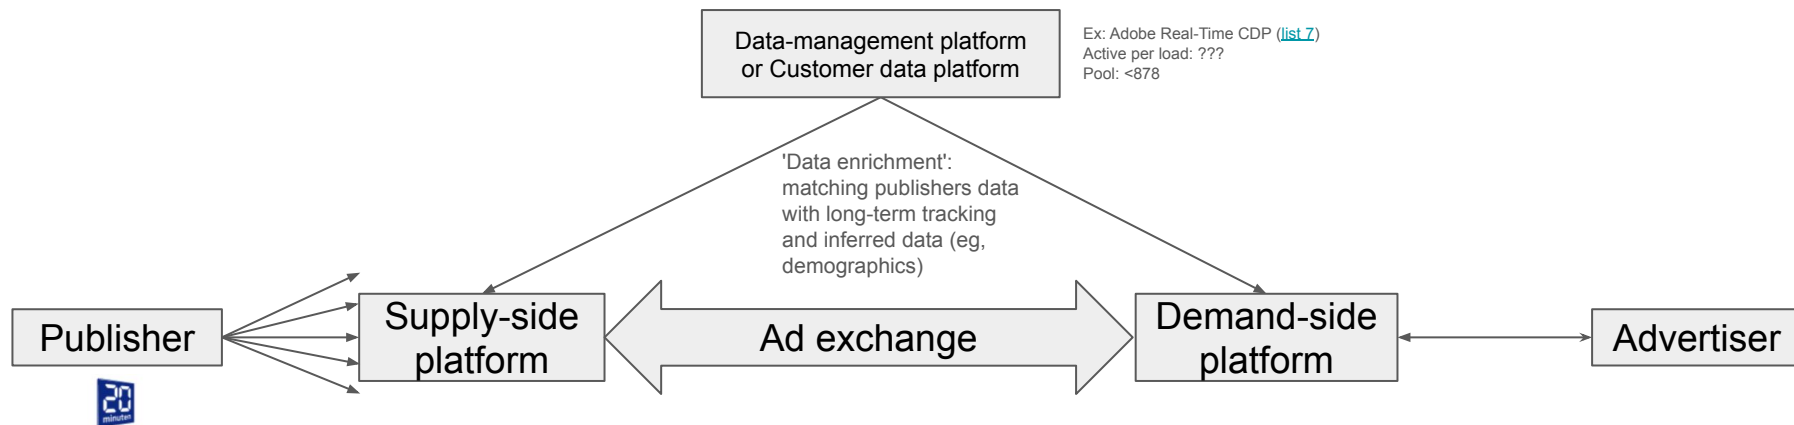 Data-management platform
or Customer data platform
Ex: Adobe Real-Time CDP (list 7)
Active per load: ???
Pool: <878
'Data enrichment':
matching publishers data
with long-term tracking
and inferred data (eg,
demographics)
Publisher
Supply-side
platform
Ad exchange
Demand-side
platform
Advertiser
20
minuten